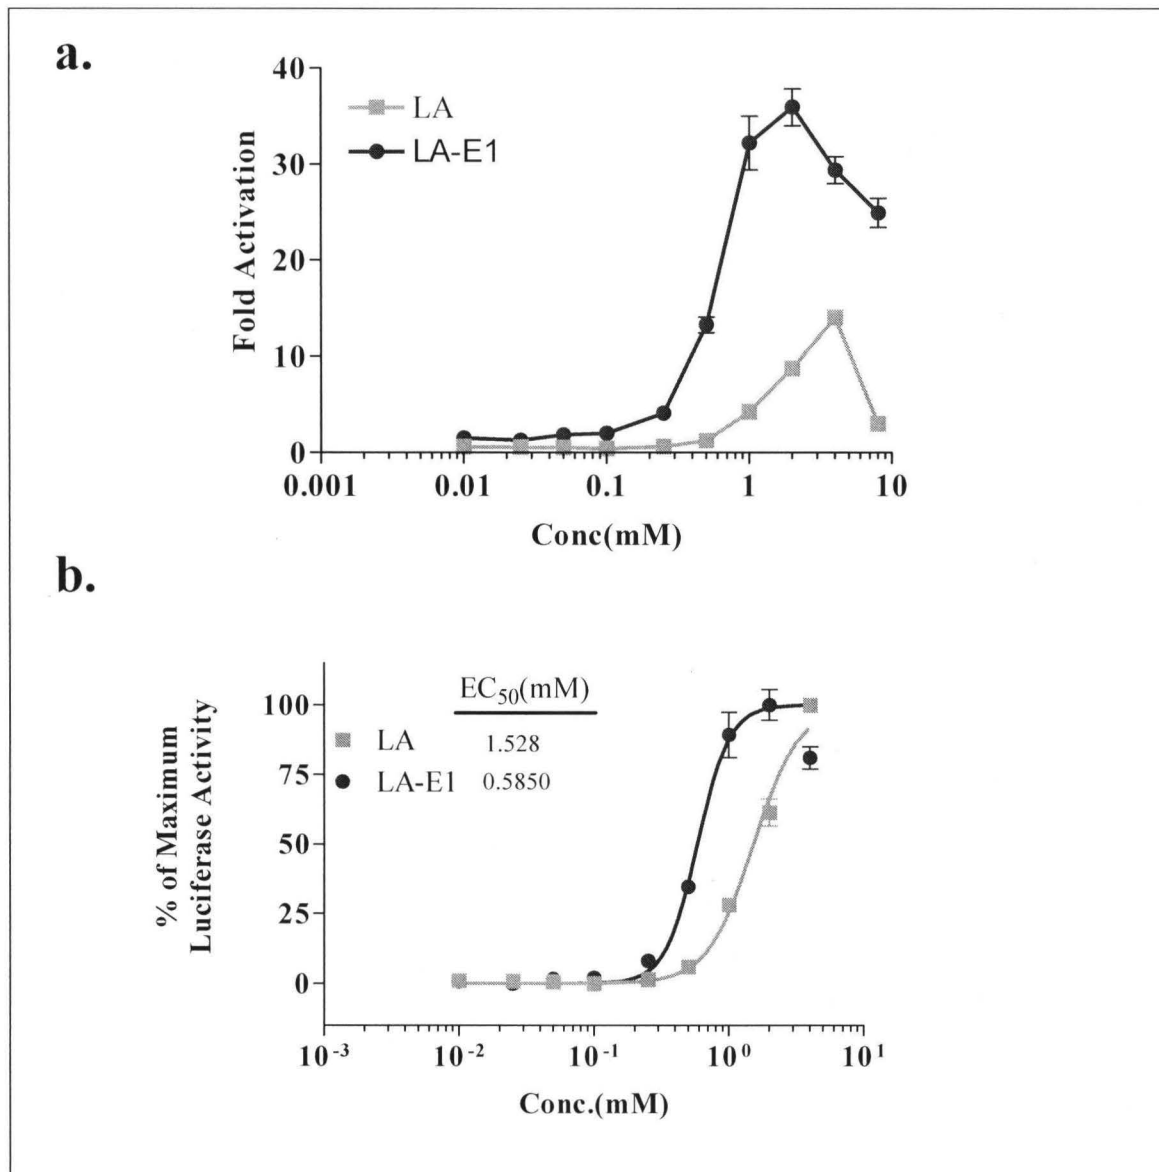 a.
40
30
20
10
0
Fold Activation
LA
LA-E1
0.001
0.01
0.1
1
10
Conc(mM)
b.
100
75
50
25
0
% of Maximum
Luciferase Activity
EC50(mM)
LA 1.528
LA-E1 0.5850
10-3
10-2
10-1
100
101
Conc.(mM)